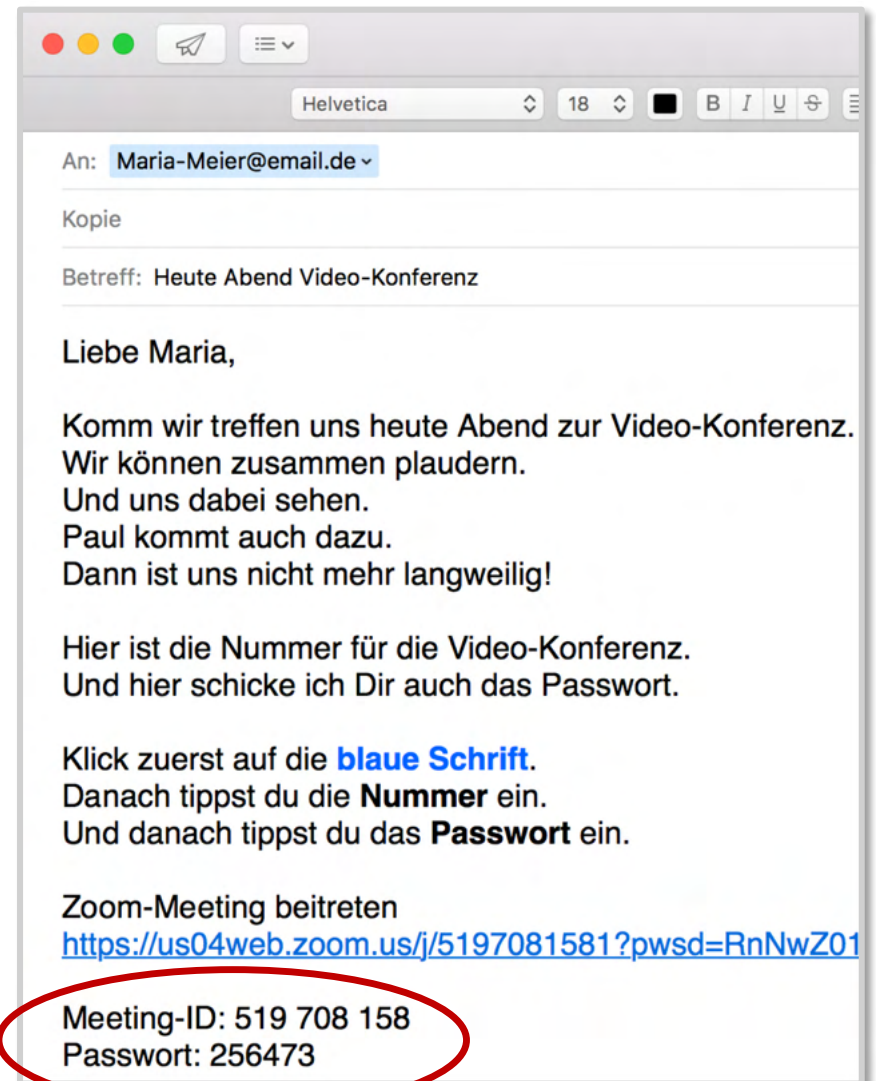 Helvetica 18 B I U S
An: Maria-Meier@email.de
Kopie
Betreff: Heute Abend Video-Konferenz
Liebe Maria,
Komm wir treffen uns heute Abend zur Video-Konferenz.
Wir können zusammen plaudern.
Und uns dabei sehen.
Paul kommt auch dazu.
Dann ist uns nicht mehr langweilig!
Hier ist die Nummer für die Video-Konferenz.
Und hier schicke ich Dir auch das Passwort.
Klick zuerst auf die blaue Schrift.
Danach tippst du die Nummer ein.
Und danach tippst du das Passwort ein.
Zoom-Meeting beitreten
https://us04web.zoom.us/j/5197081581?pwsd=RnNwZ01
Meeting-ID: 519 708 158
Passwort: 256473